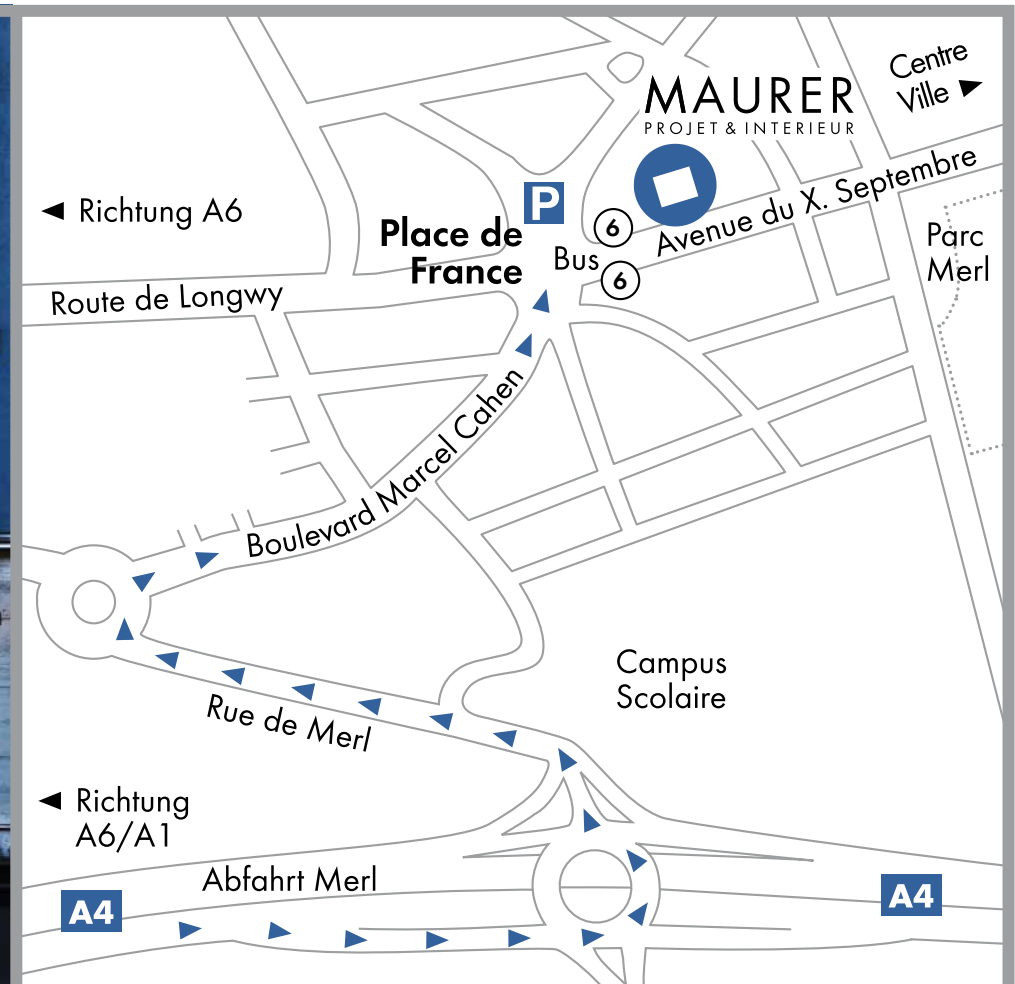 Centre
Ville
MAURER
PROJET & INTERIEUR
Avenue du X. Septembre
Richtung A6
P
Place de
France
6
Bus
6
Parc
Merl
Route de Longwy
Boulevard Marcel Cahen
Campus
Scolaire
Rue de Merl
Richtung
A6/A1
Abfahrt Merl
A4
A4